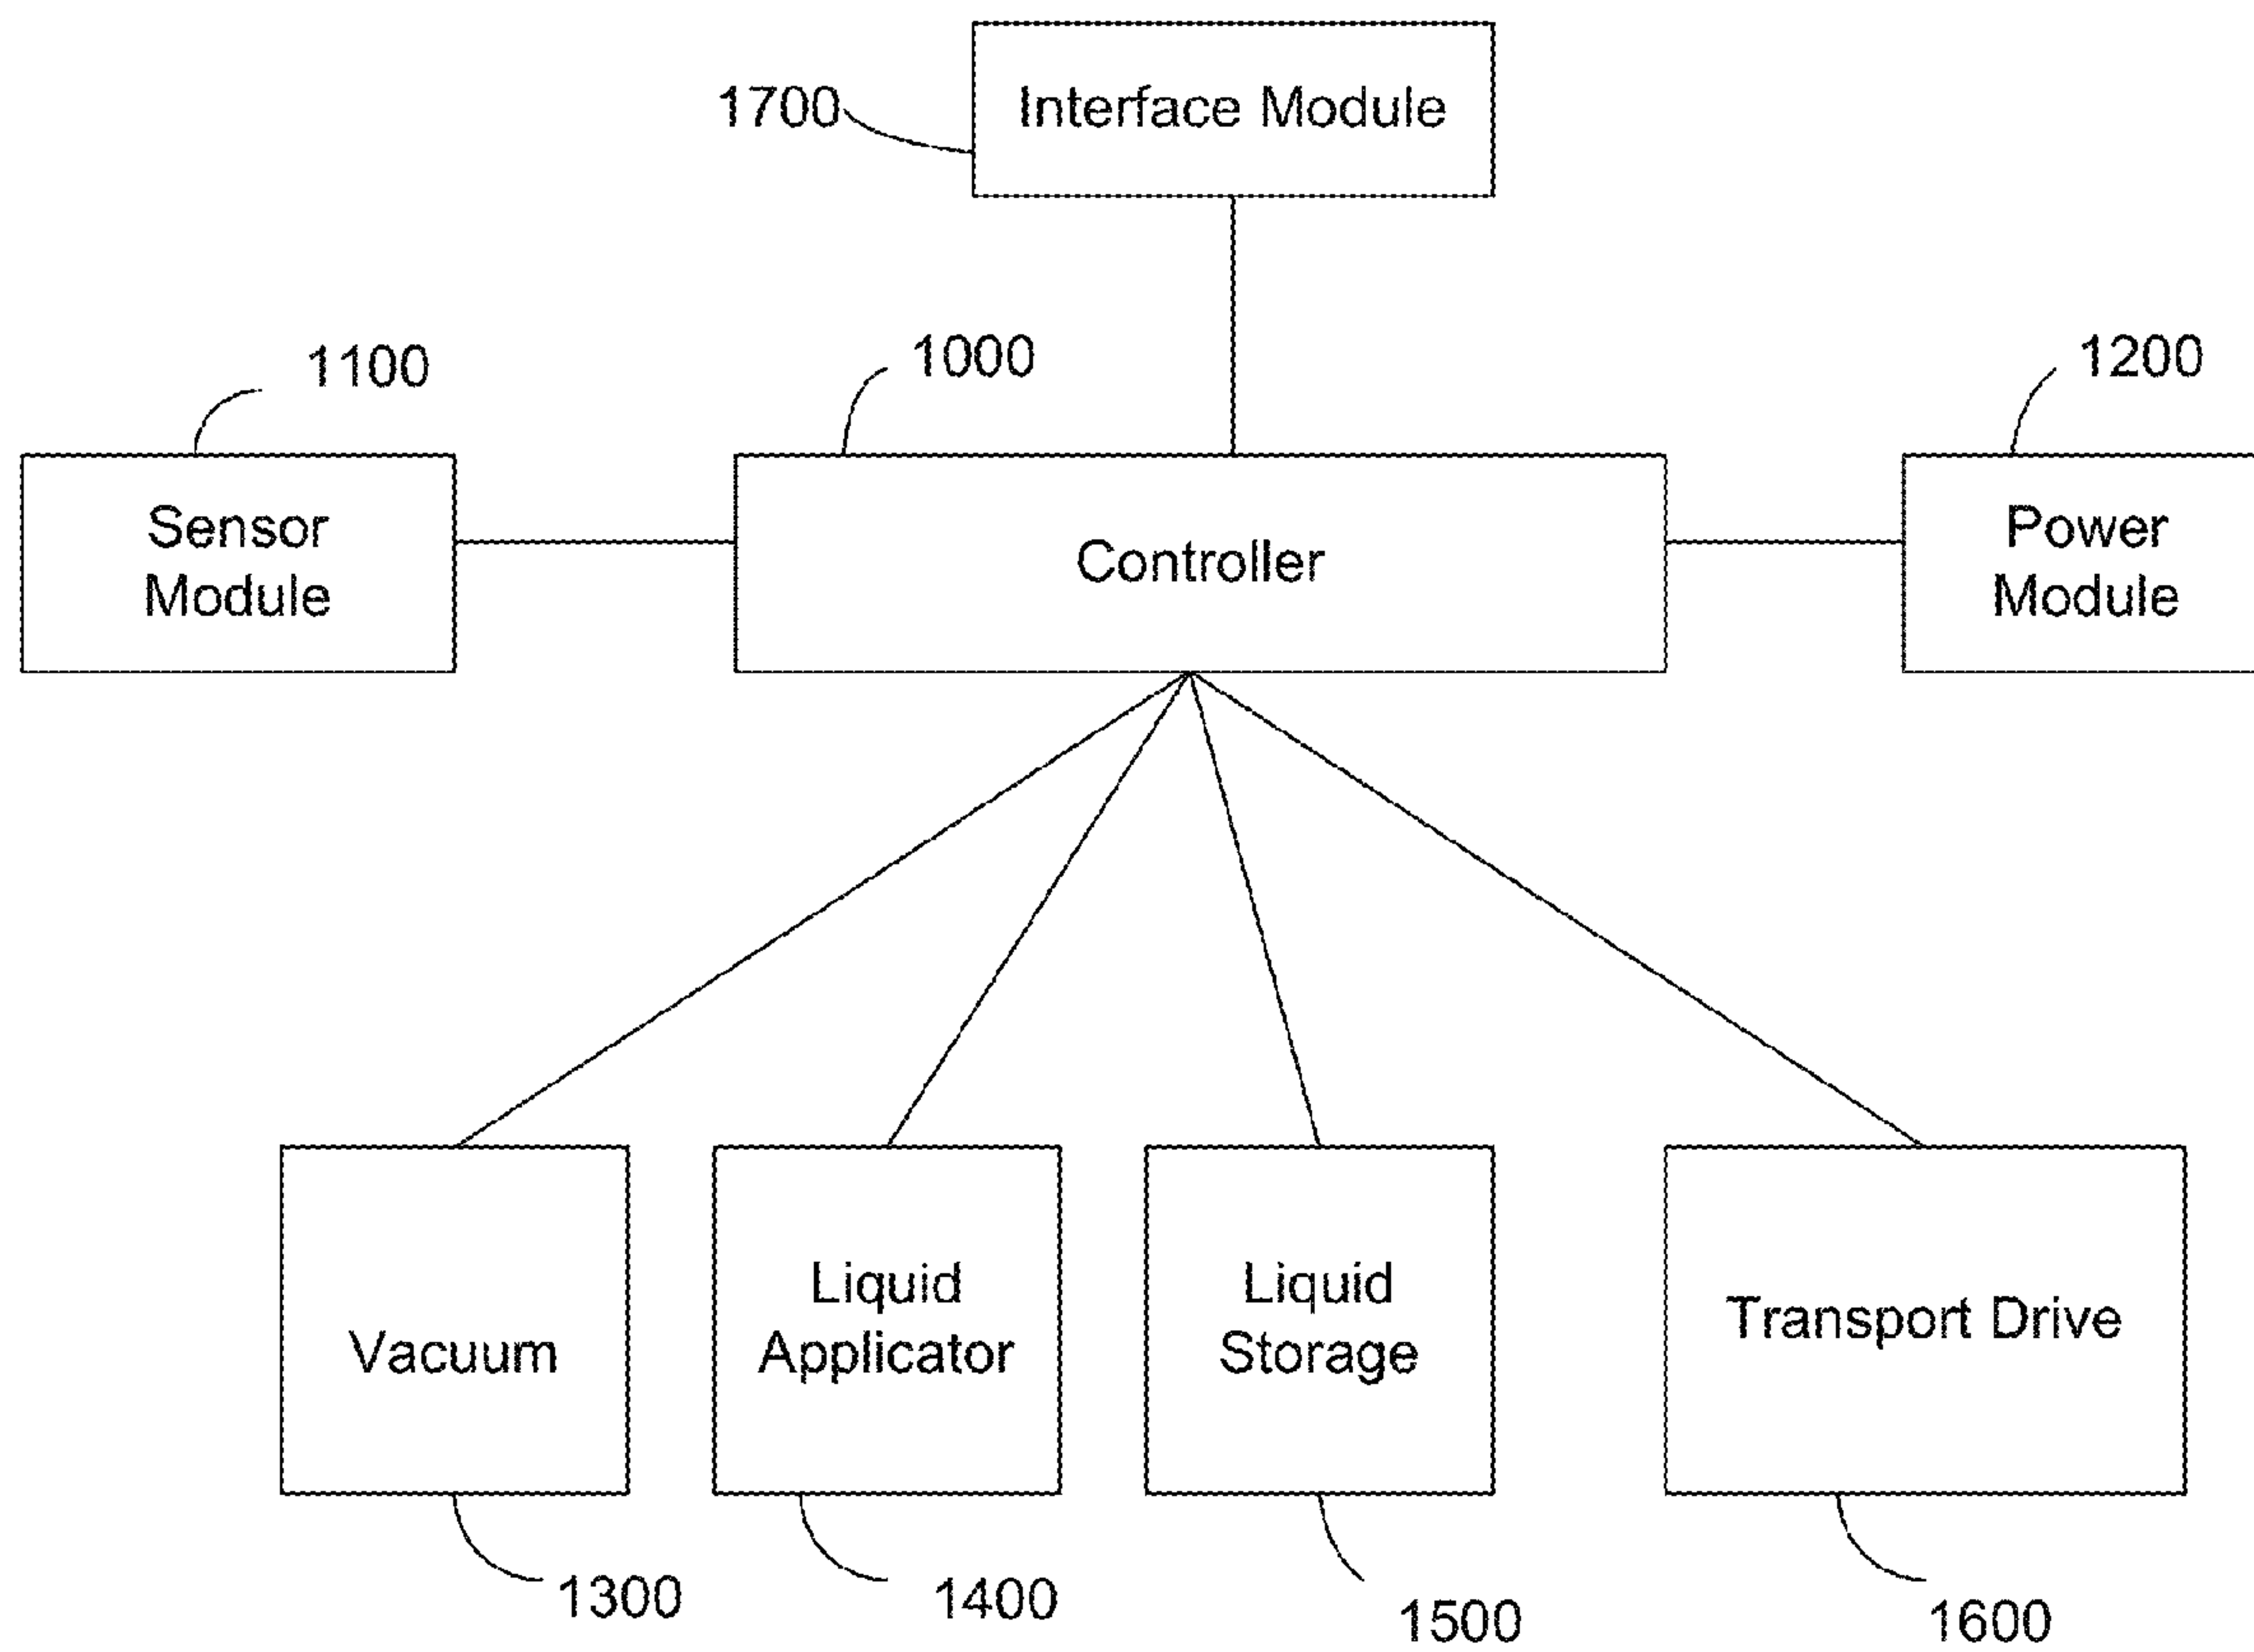 1700
Interface Module
1100
1000
1200
Sensor
Module
Controller
Power
Module
Vacuum
Liquid
Applicator
Liquid
Storage
Transport Drive
1300
1400
1500
1600